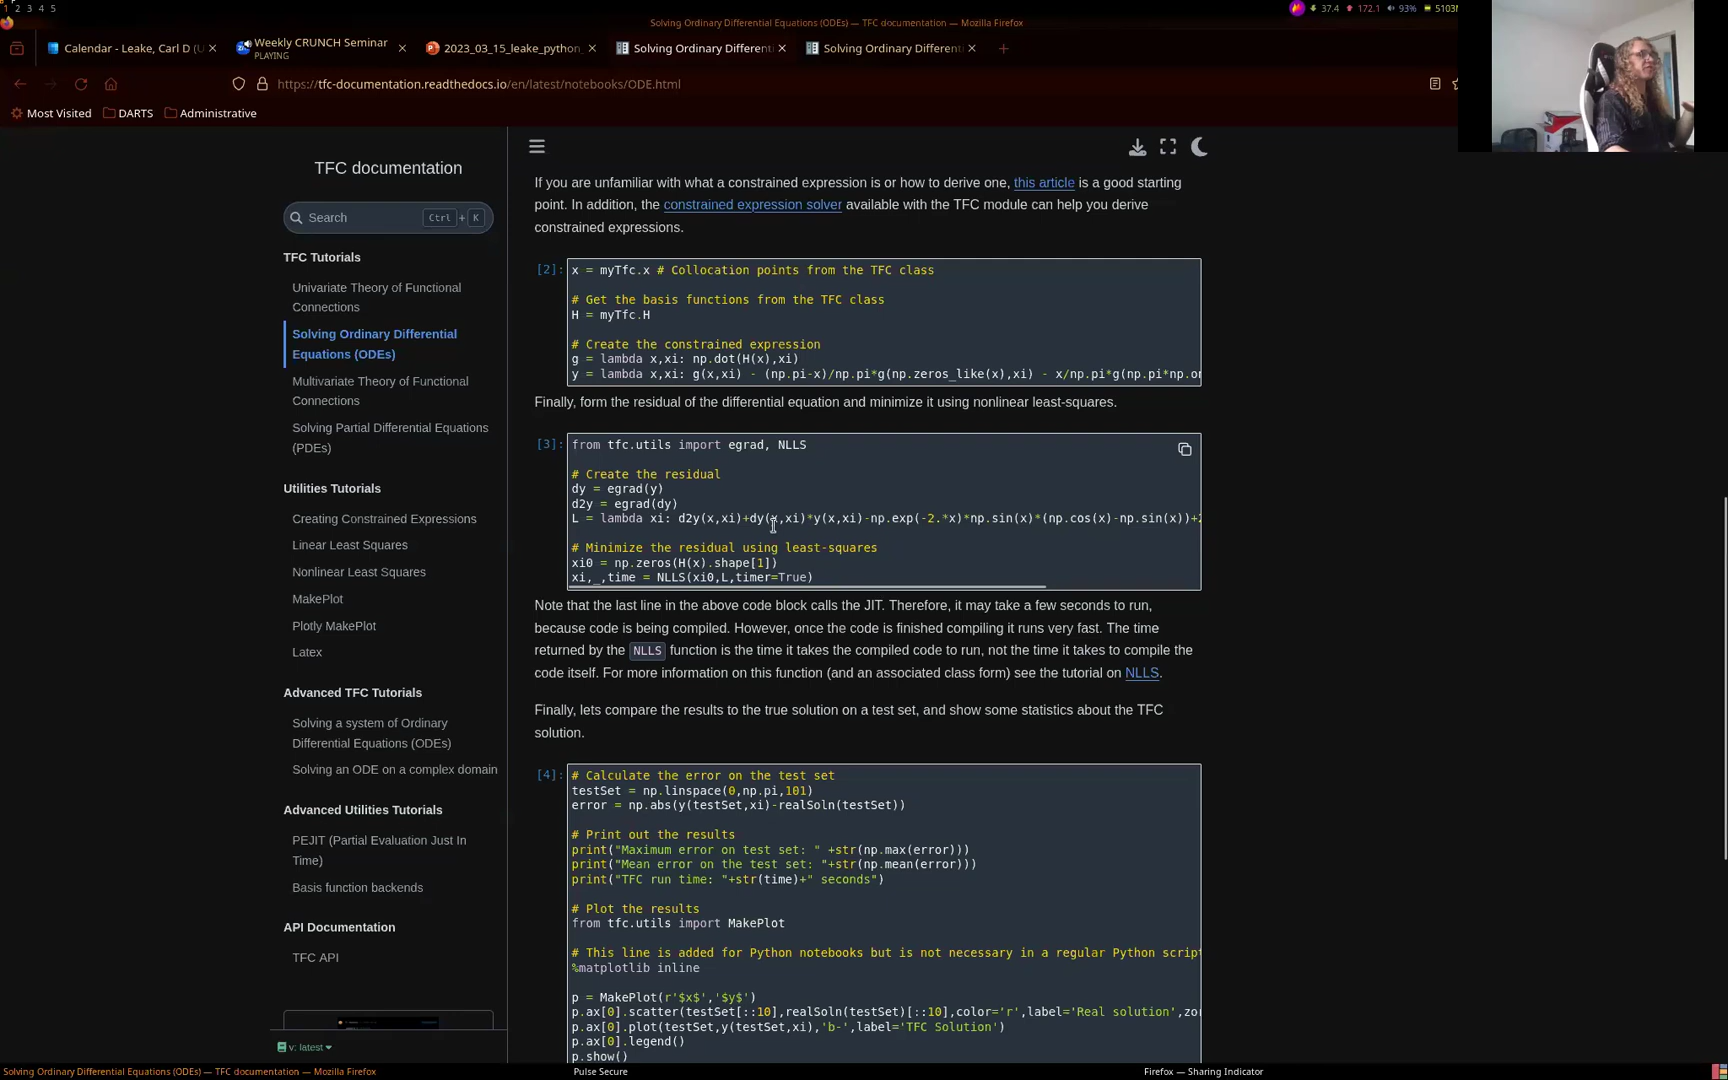 1 2 3 4 5
Solving Ordinary Differential Equations (ODEs) — TFC documentation — Mozilla Firefox
37.4 172.1 93% 5103M
Calendar - Leake, Carl D (U
Weekly CRUNCH Seminar
PLAYING
2023_03_15_leake_python_
Solving Ordinary Different
Solving Ordinary Different
https://tfc-documentation.readthedocs.io/en/latest/notebooks/ODE.html
Most Visited DARTS Administrative
TFC documentation
Search Ctrl + K
TFC Tutorials
Univariate Theory of Functional
Connections
Solving Ordinary Differential
Equations (ODEs)
Multivariate Theory of Functional
Connections
Solving Partial Differential Equations
(PDEs)
Utilities Tutorials
Creating Constrained Expressions
Linear Least Squares
Nonlinear Least Squares
MakePlot
Plotly MakePlot
Latex
Advanced TFC Tutorials
Solving a system of Ordinary
Differential Equations (ODEs)
Solving an ODE on a complex domain
Advanced Utilities Tutorials
PEJIT (Partial Evaluation Just In
Time)
Basis function backends
API Documentation
TFC API
v: latest
If you are unfamiliar with what a constrained expression is or how to derive one, this article is a good starting
point. In addition, the constrained expression solver available with the TFC module can help you derive
constrained expressions.
[2]:
x = myTfc.x # Collocation points from the TFC class
# Get the basis functions from the TFC class
H = myTfc.H
# Create the constrained expression
g = lambda x,xi: np.dot(H(x),xi)
y = lambda x,xi: g(x,xi) - (np.pi-x)/np.pi*g(np.zeros_like(x),xi) - x/np.pi*g(np.pi*np.on
Finally, form the residual of the differential equation and minimize it using nonlinear least-squares.
[3]:
from tfc.utils import egrad, NLLS
# Create the residual
dy = egrad(y)
d2y = egrad(dy)
L = lambda xi: d2y(x,xi)+dy(x,xi)*y(x,xi)-np.exp(-2.*x)*np.sin(x)*(np.cos(x)-np.sin(x))+2
# Minimize the residual using least-squares
xi0 = np.zeros(H(x).shape[1])
xi,_,time = NLLS(xi0,L,timer=True)
Note that the last line in the above code block calls the JIT. Therefore, it may take a few seconds to run,
because code is being compiled. However, once the code is finished compiling it runs very fast. The time
returned by the NLLS function is the time it takes the compiled code to run, not the time it takes to compile the
code itself. For more information on this function (and an associated class form) see the tutorial on NLLS.
Finally, lets compare the results to the true solution on a test set, and show some statistics about the TFC
solution.
[4]:
# Calculate the error on the test set
testSet = np.linspace(0,np.pi,101)
error = np.abs(y(testSet,xi)-realSoln(testSet))
# Print out the results
print("Maximum error on test set: " +str(np.max(error)))
print("Mean error on the test set: "+str(np.mean(error)))
print("TFC run time: "+str(time)+" seconds")
# Plot the results
from tfc.utils import MakePlot
# This line is added for Python notebooks but is not necessary in a regular Python script
%matplotlib inline
p = MakePlot(r'$x$','$y$')
p.ax[0].scatter(testSet[::10],realSoln(testSet)[::10],color='r',label='Real solution',zor
p.ax[0].plot(testSet,y(testSet,xi),'b-',label='TFC Solution')
p.ax[0].legend()
p.show()
Solving Ordinary Differential Equations (ODEs) — TFC documentation — Mozilla Firefox
Pulse Secure
Firefox — Sharing Indicator